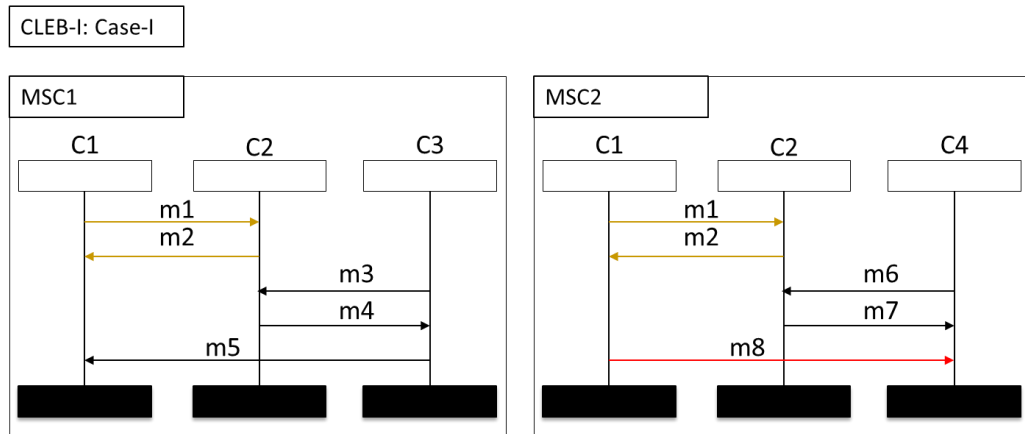 CLEB-I: Case-I
MSC1
C1 C2 C3
m1
m2
m3
m4
m5
MSC2
C1 C2 C4
m1
m2
m6
m7
m8